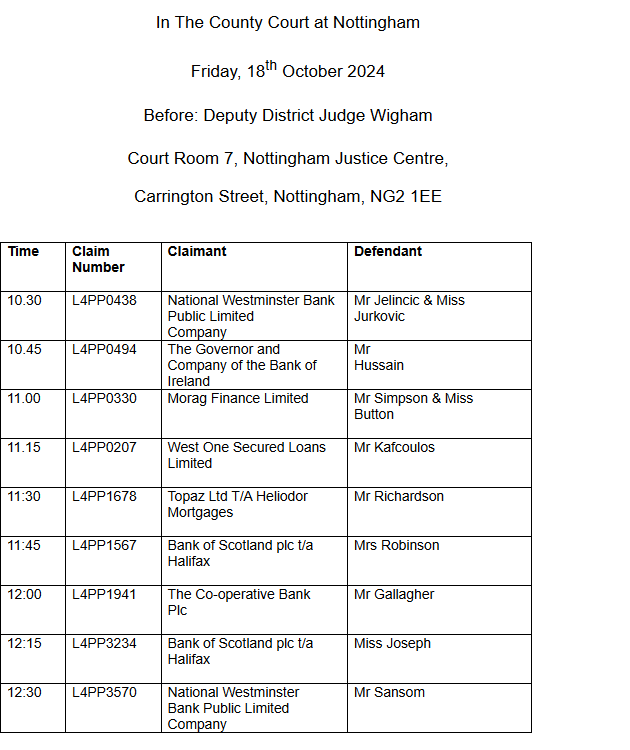 In The County Court at Nottingham
Friday, 18th October 2024
Before: Deputy District Judge Wigham
Court Room 7, Nottingham Justice Centre,
Carrington Street, Nottingham, NG2 1EE
Time Claim Number Claimant Defendant
10.30 L4PP0438 National Westminster Bank Public Limited Company Mr Jelincic & Miss Jurkovic
10.45 L4PP0494 The Governor and Company of the Bank of Ireland Mr Hussain
11.00 L4PP0330 Morag Finance Limited Mr Simpson & Miss Button
11.15 L4PP0207 West One Secured Loans Limited Mr Kafcoulos
11:30 L4PP1678 Topaz Ltd T/A Heliodor Mortgages Mr Richardson
11:45 L4PP1567 Bank of Scotland plc t/a Halifax Mrs Robinson
12:00 L4PP1941 The Co-operative Bank Plc Mr Gallagher
12:15 L4PP3234 Bank of Scotland plc t/a Halifax Miss Joseph
12:30 L4PP3570 National Westminster Bank Public Limited Company Mr Sansom